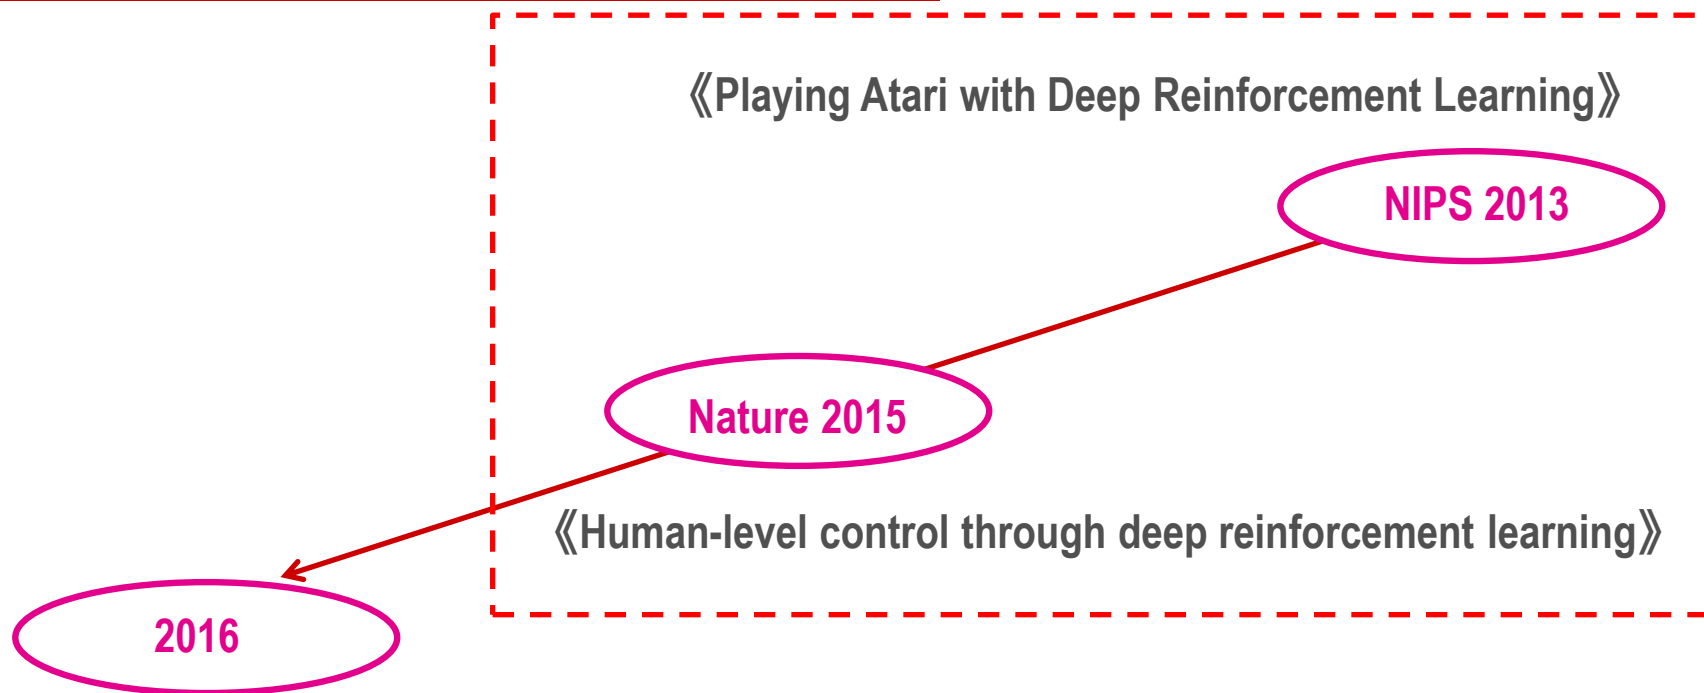 《Playing Atari with Deep Reinforcement Learning》
NIPS 2013
Nature 2015
《Human-level control through deep reinforcement learning》
2016